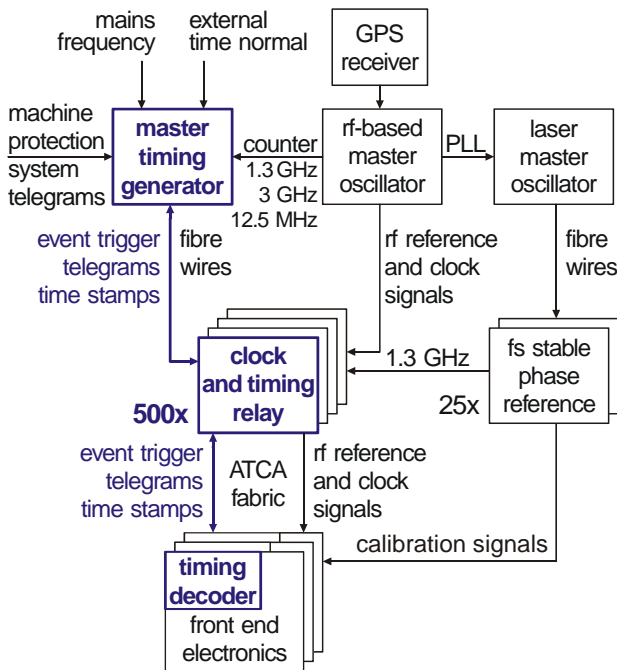 mains
frequency
external
time normal
GPS
receiver
machine
protection
system
telegrams
master
timing
generator
counter
1.3 GHz
3 GHz
12.5 MHz
rf-based
master
oscillator
PLL
laser
master
oscillator
event trigger
telegrams
time stamps
fibre
wires
rf reference
and clock
signals
fibre
wires
clock
and timing
relay
500x
1.3 GHz
fs stable
phase
reference
25x
event trigger
telegrams
time stamps
ATCA
fabric
rf reference
and clock
signals
calibration signals
timing
decoder
front end
electronics